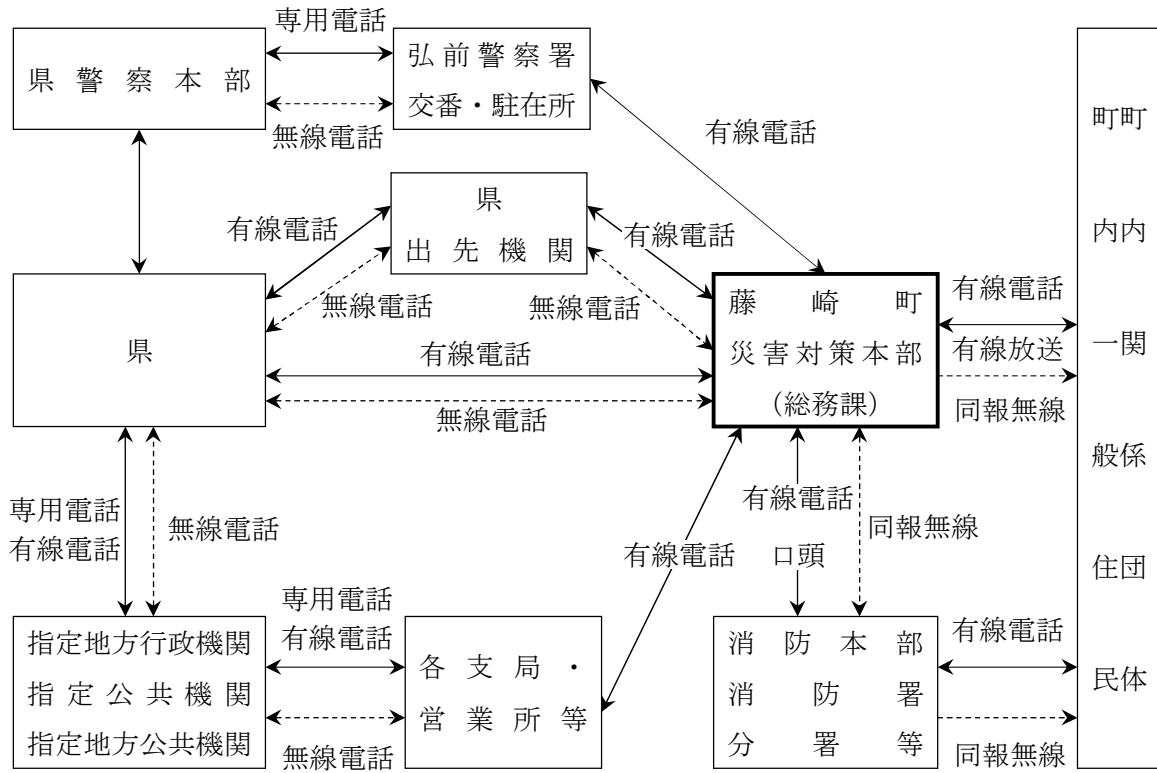 専用電話
県警察本部
弘前警察署
交番・駐在所
無線電話
有線電話
県
出先機関
有線電話
有線電話
無線電話
無線電話
県
藤崎町
災害対策本部
(総務課)
有線電話
無線電話
有線電話
有線放送
同報無線
町内一般住民
町内関係団体
専用電話
有線電話
無線電話
有線電話
同報無線
口頭
有線電話
指定地方行政機関
指定公共機関
指定地方公共機関
専用電話
有線電話
無線電話
各支局・
営業所等
消防本部
消防署
分署等
有線電話
同報無線